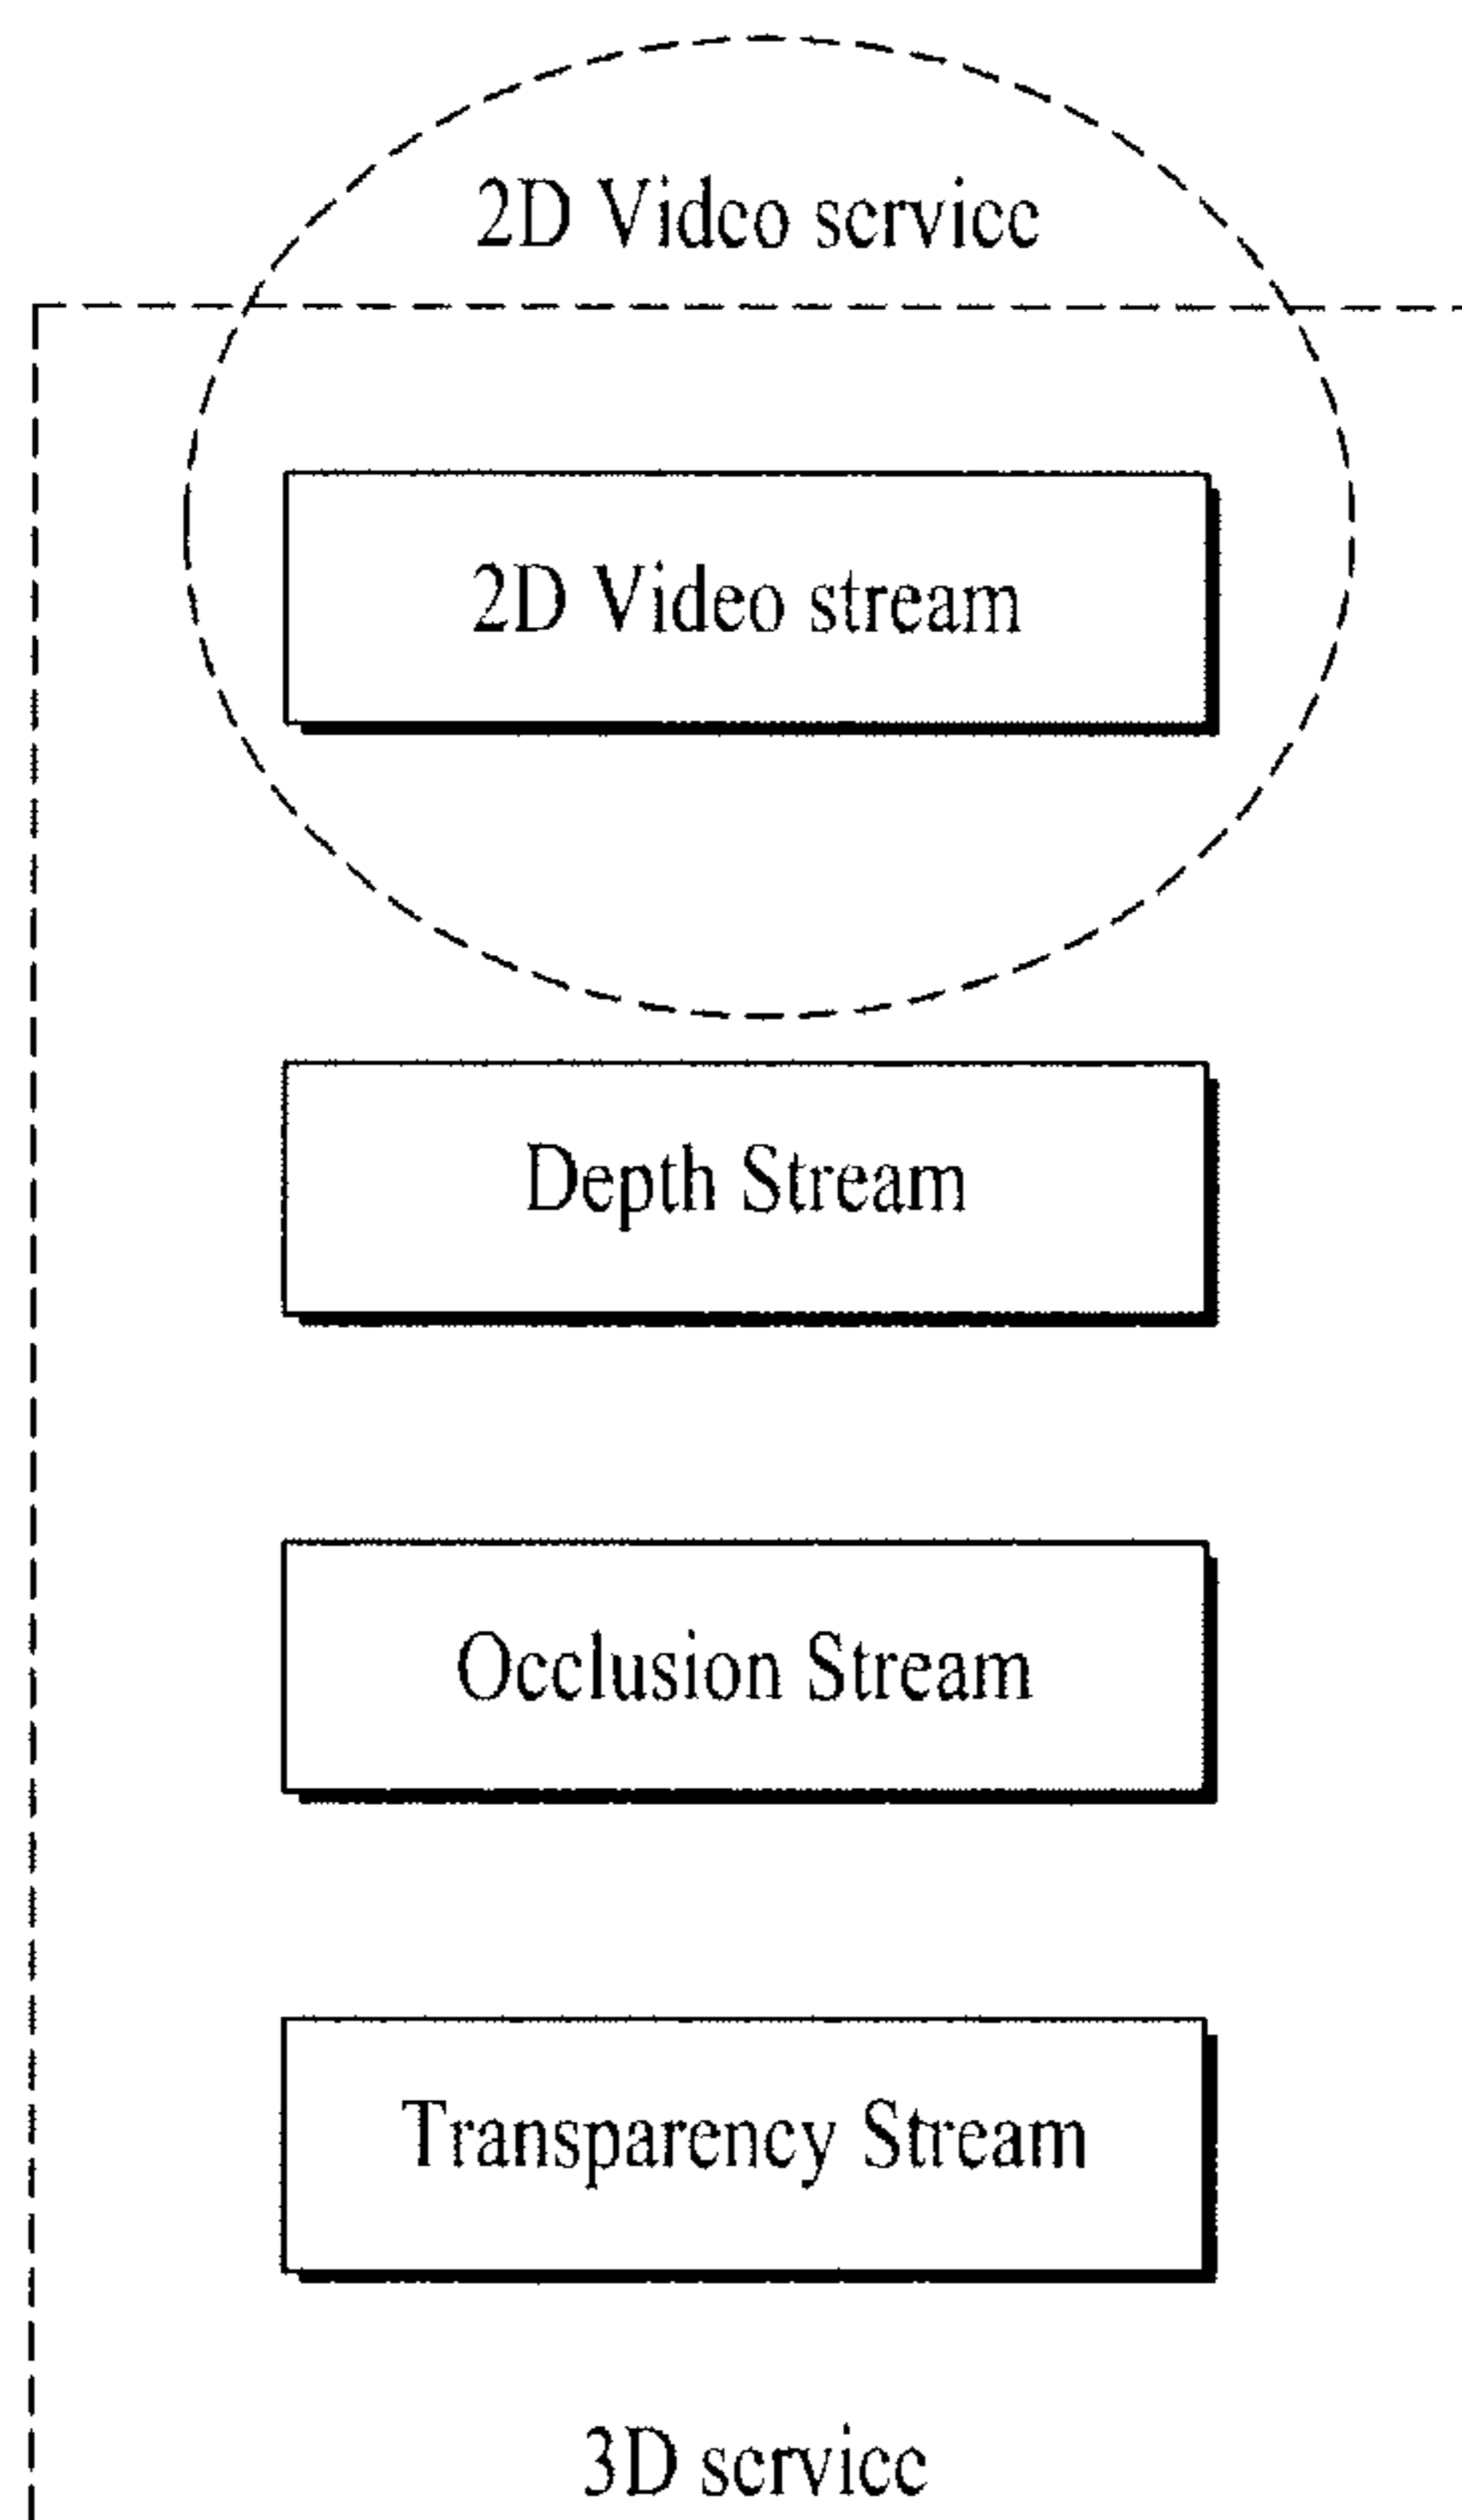 2D Video service
2D Video stream
Depth Stream
Occlusion Stream
Transparency Stream
3D service